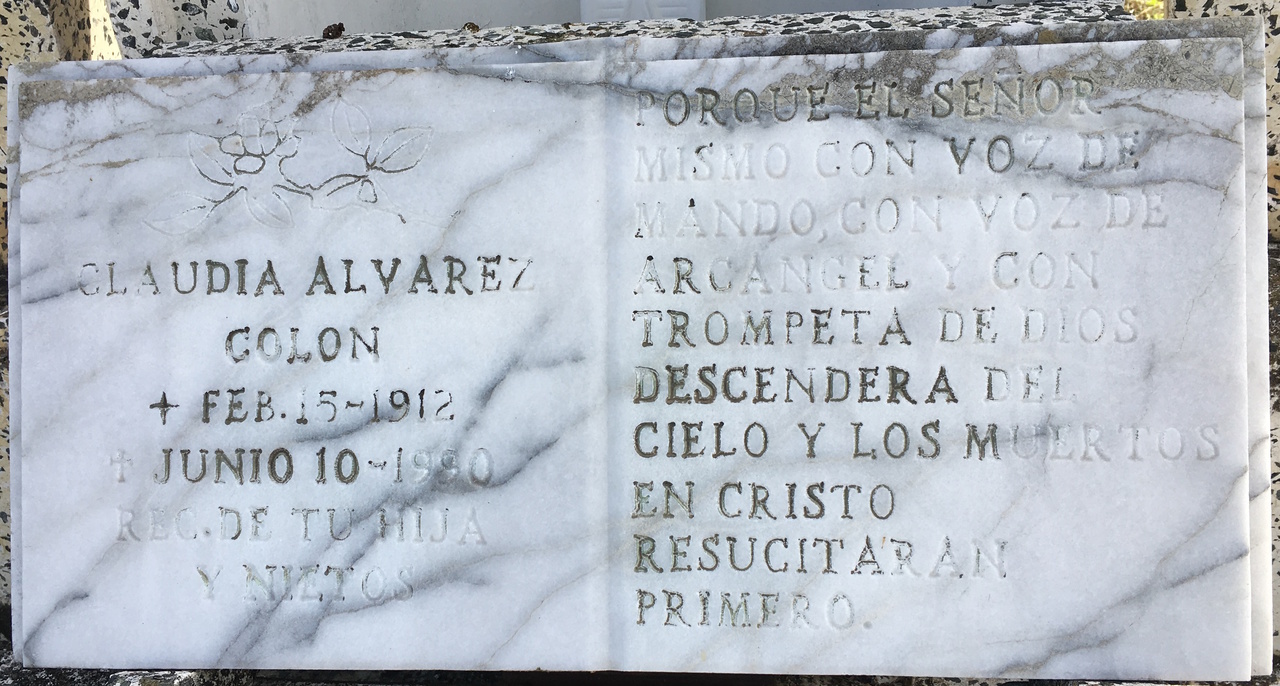 CLAUDIA ALVAREZ
COLON
✝ FEB. 15-1912
✝ JUNIO 10-1990
REC. DE TU HIJA
Y NIETOS
PORQUE EL SEÑOR
MISMO CON VOZ DE
MANDO, CON VOZ DE
ARCANGEL Y CON
TROMPETA DE DIOS
DESCENDERA DEL
CIELO Y LOS MUERTOS
EN CRISTO
RESUCITARAN
PRIMERO.